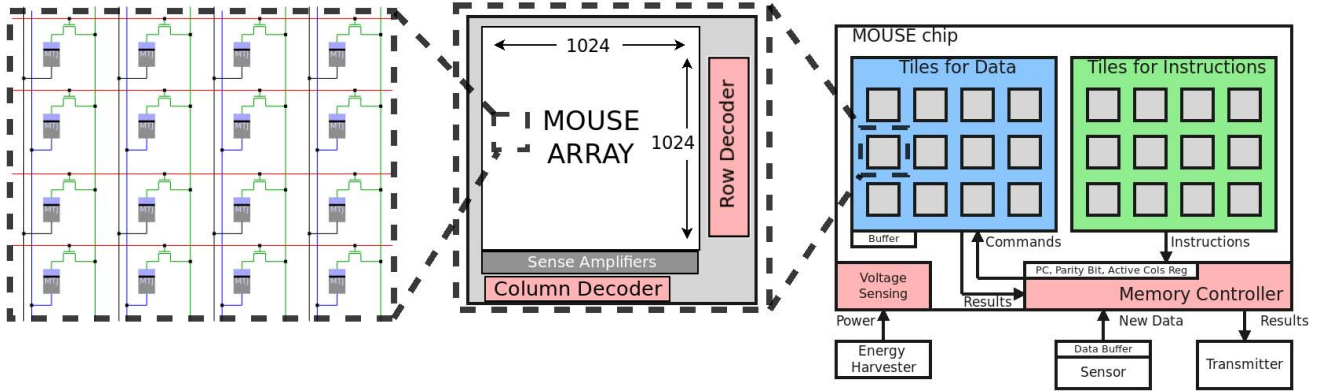 MTJ MTJ MTJ MTJ
MTJ MTJ MTJ MTJ
MTJ MTJ MTJ MTJ
MTJ MTJ MTJ MTJ
1024
MOUSE
ARRAY
1024
Row Decoder
Sense Amplifiers
Column Decoder
MOUSE chip
Tiles for Data
Tiles for Instructions
Buffer
Commands
Instructions
Voltage
Sensing
PC, Parity Bit, Active Cols Reg
Memory Controller
Results
Power
New Data
Results
Energy
Harvester
Data Buffer
Sensor
Transmitter